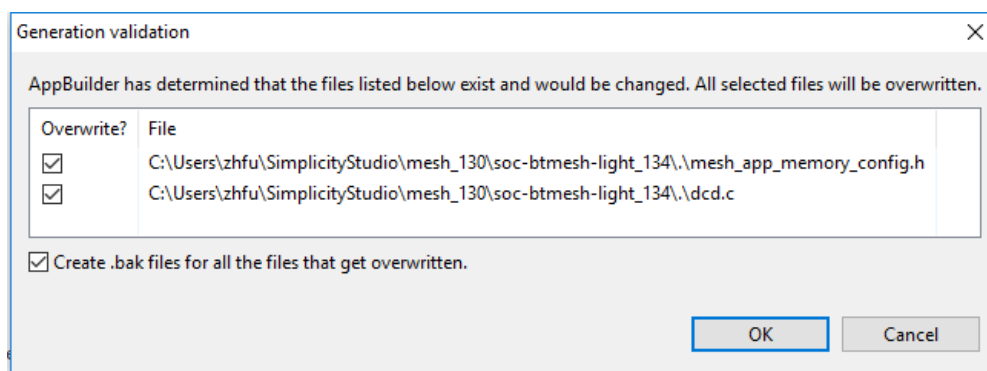 Generation validation
AppBuilder has determined that the files listed below exist and would be changed. All selected files will be overwritten.
Overwrite? File
C:\Users\zhfu\SimplicityStudio\mesh_130\soc-btmesh-light_134\.\mesh_app_memory_config.h
C:\Users\zhfu\SimplicityStudio\mesh_130\soc-btmesh-light_134\.\dcd.c
Create .bak files for all the files that get overwritten.
OK Cancel